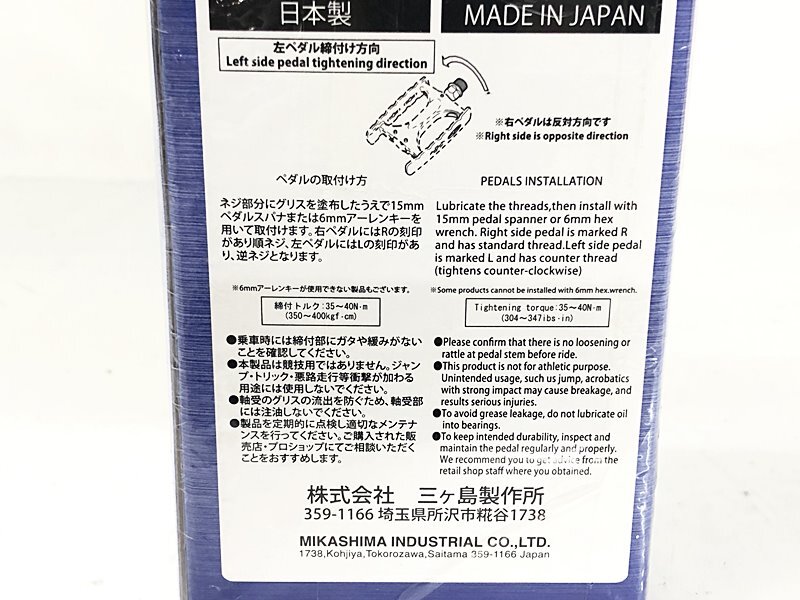 日本製
MADE IN JAPAN
左ペダル締付け方向
Left side pedal tightening direction
※右ペダルは反対方向です
※Right side is opposite direction
ペダルの取付け方
ネジ部分にグリスを塗布したうえで15mm
ペダルスパナまたは6mmアーレンキーを
用いて取付けます。右ペダルにはRの刻印
があり順ネジ、左ペダルにはLの刻印があ
り、逆ネジとなります。
※6mmアーレンキーが使用できない製品もございます。
締付トルク:35〜40N·m
(350〜400kgf·cm)
●乗車時には締付部にガタや緩みがない
ことを確認してください。
●本製品は競技用ではありません。ジャン
プ・トリック・悪路走行等衝撃が加わる
用途には使用しないでください。
●軸受のグリスの流出を防ぐため、軸受部
には注油しないでください。
●製品を定期的に点検し適切なメンテナ
ンスを行ってください。ご購入された販
売店・プロショップにてご相談いただく
ことをおすすめします。
PEDALS INSTALLATION
Lubricate the threads,then install with
15mm pedal spanner or 6mm hex
wrench. Right side pedal is marked R
and has standard thread.Left side pedal
is marked L and has counter thread
(tightens counter-clockwise)
※Some products cannot be installed with 6mm hex.wrench.
Tightening torque:35〜40N·m
(304〜347ibs·in)
●Please confirm that there is no loosening or
rattle at pedal stem before ride.
●This product is not for athletic purpose.
Unintended usage, such us jump, acrobatics
with strong impact may cause breakage, and
results serious injuries.
●To avoid grease leakage, do not lubricate oil
into bearings.
●To keep intended durability, inspect and
maintain the pedal regularly and properly.
We recommend you to get advice from the
retail shop staff where you obtained.
株式会社 三ヶ島製作所
359-1166 埼玉県所沢市糀谷1738
MIKASHIMA INDUSTRIAL CO.,LTD.
1738,Kohjiya,Tokorozawa,Saitama 359-1166 Japan